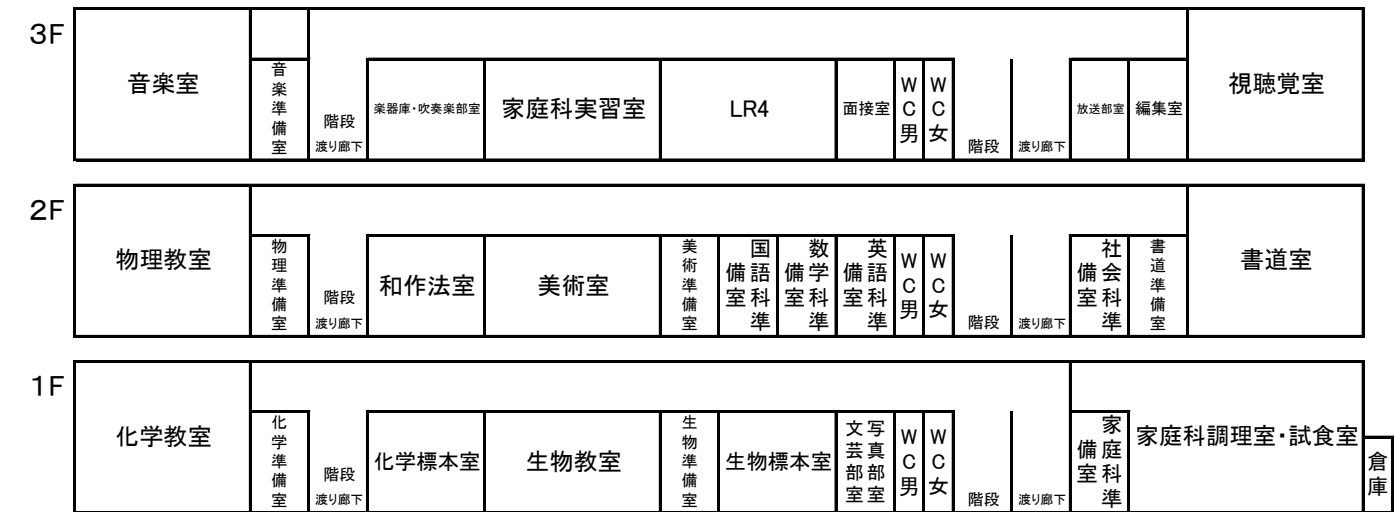 3F
音楽室
音楽準備室
階段
渡り廊下
楽器庫・吹奏楽部室
家庭科実習室
LR4
面接室
WC男
WC女
階段
渡り廊下
放送部室
編集室
視聴覚室
2F
物理教室
物理準備室
階段
渡り廊下
和作法室
美術室
美術準備室
国語科準備室
数学科準備室
英語科準備室
WC男
WC女
階段
渡り廊下
社会科準備室
書道準備室
書道室
1F
化学教室
化学準備室
階段
渡り廊下
化学標本室
生物教室
生物準備室
生物標本室
写真部室
文芸部室
WC男
WC女
階段
渡り廊下
家庭科準備室
家庭科調理室・試食室
倉庫